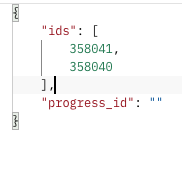 {
    "ids": [
        358041,
        358040
    ],
    "progress_id": ""
}